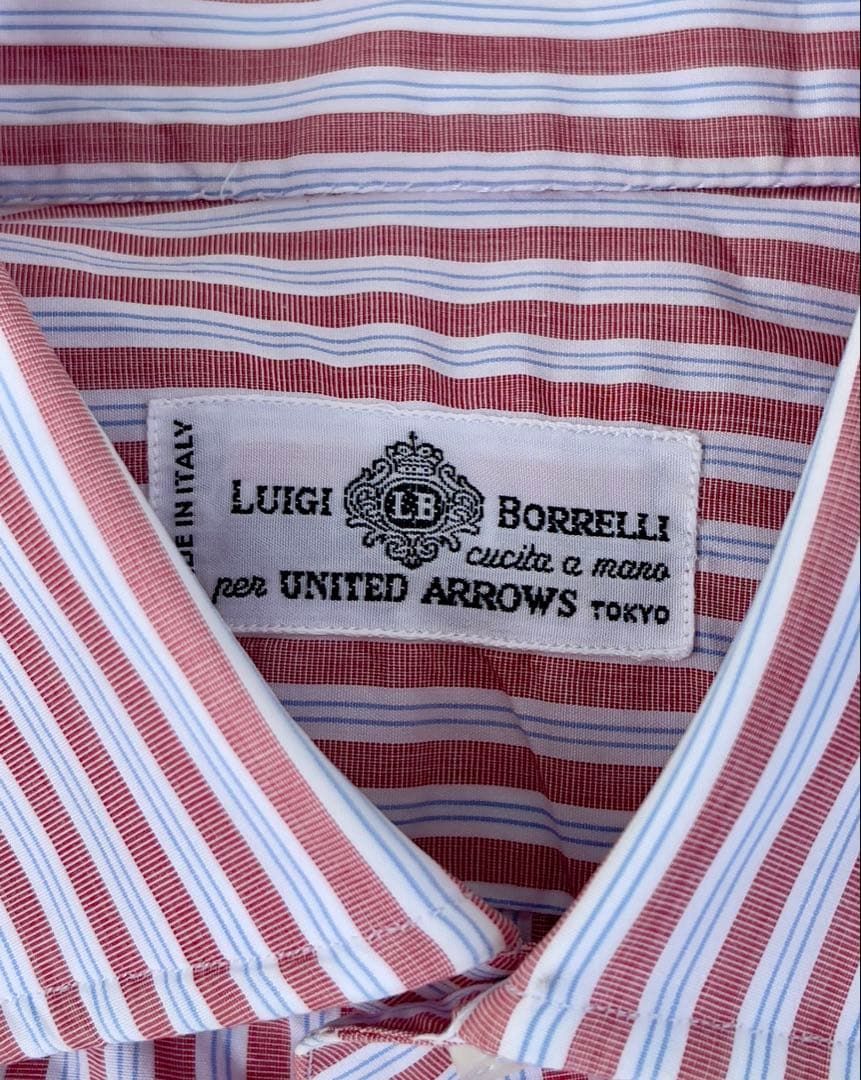 IN ITALY
LUIGI LB BORRELLI
cucita a mano
per UNITED ARROWS TOKYO